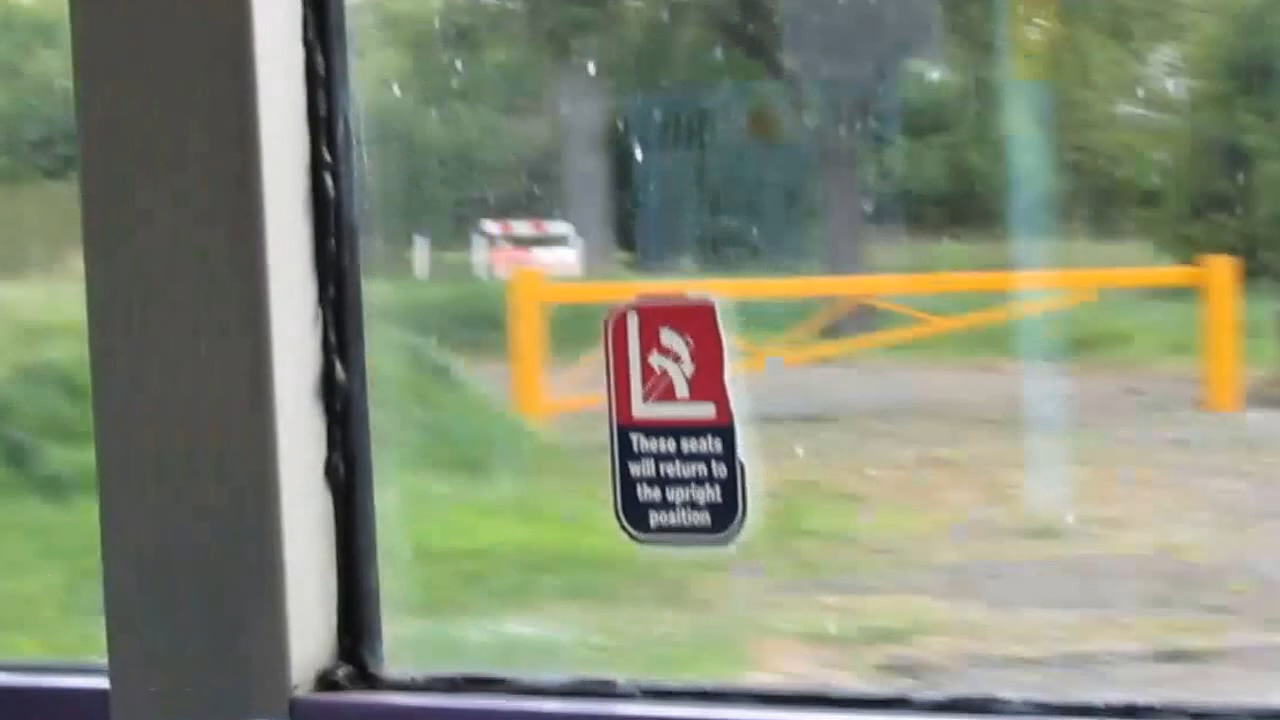 These seats
will return to
the upright
position